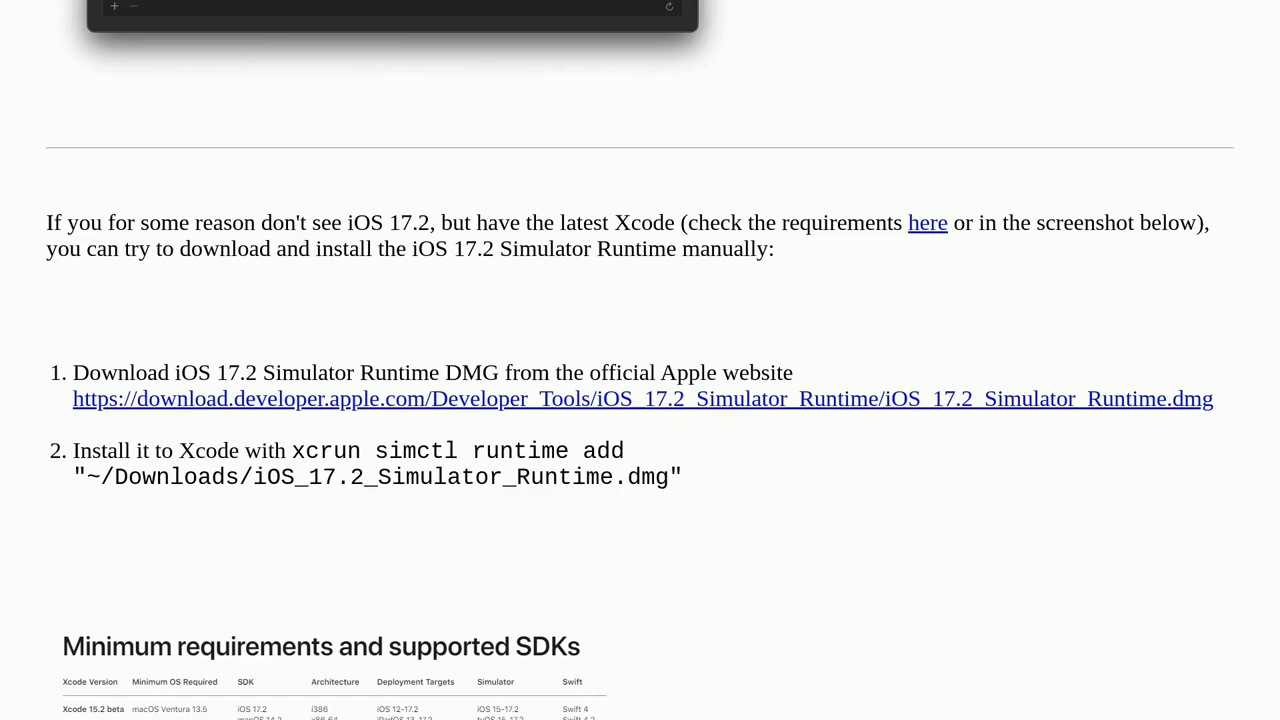 If you for some reason don't see iOS 17.2, but have the latest Xcode (check the requirements here or in the screenshot below),
you can try to download and install the iOS 17.2 Simulator Runtime manually:
1. Download iOS 17.2 Simulator Runtime DMG from the official Apple website
https://download.developer.apple.com/Developer_Tools/iOS_17.2_Simulator_Runtime/iOS_17.2_Simulator_Runtime.dmg
2. Install it to Xcode with xcrun simctl runtime add
"~/Downloads/iOS_17.2_Simulator_Runtime.dmg"
Minimum requirements and supported SDKs
Xcode Version Minimum OS Required SDK Architecture Deployment Targets Simulator Swift
Xcode 15.2 beta macOS Ventura 13.5 iOS 17.2 i386 iOS 12-17.2 iOS 15-17.2 Swift 4